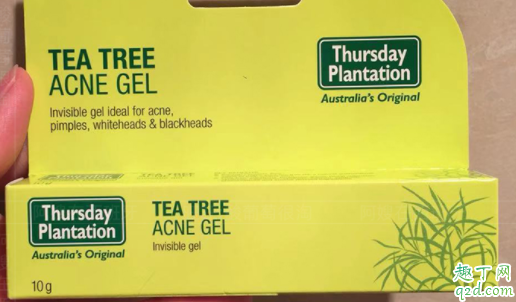 TEA TREE
ACNE GEL
Invisible gel ideal for acne,
pimples, whiteheads & blackheads
Thursday
Plantation
Australia's Original
Thursday
Plantation
Australia's Original
TEA TREE
ACNE GEL
Invisible gel
10 g
趣丁网
q2d.com